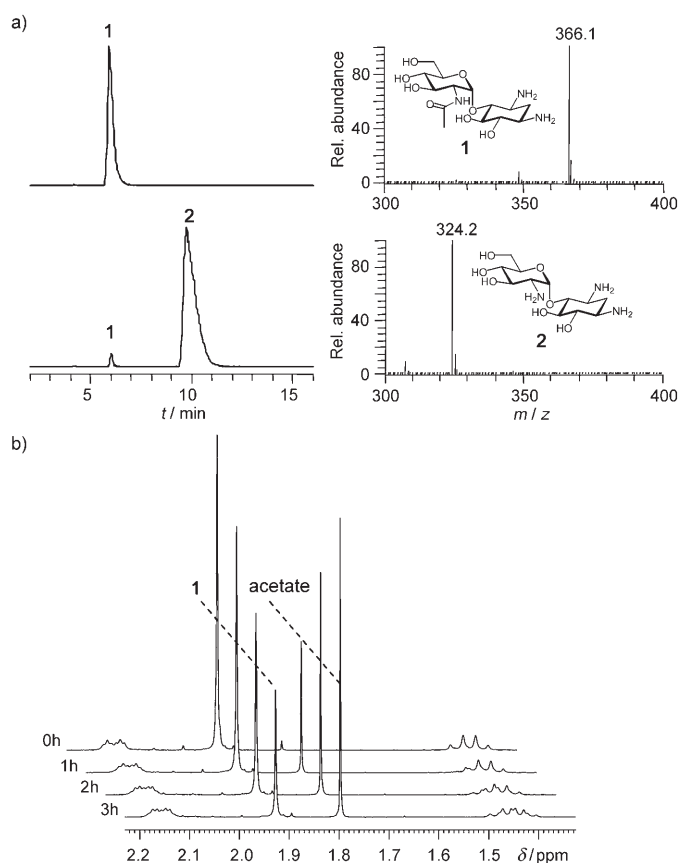 a)
1
366.1
Rel. abundance
80
40
0
HO
O
HO
HO
NH
O
O
HO
HO
NH2
NH2
1
300
350
400
2
1
5
10
15
t / min
324.2
Rel. abundance
80
40
0
HO
O
HO
HO
H2N
O
HO
HO
NH2
NH2
2
300
350
400
m / z
b)
1
acetate
0h
1h
2h
3h
2.2
2.1
2.0
1.9
1.8
1.7
1.6
1.5
δ/ppm